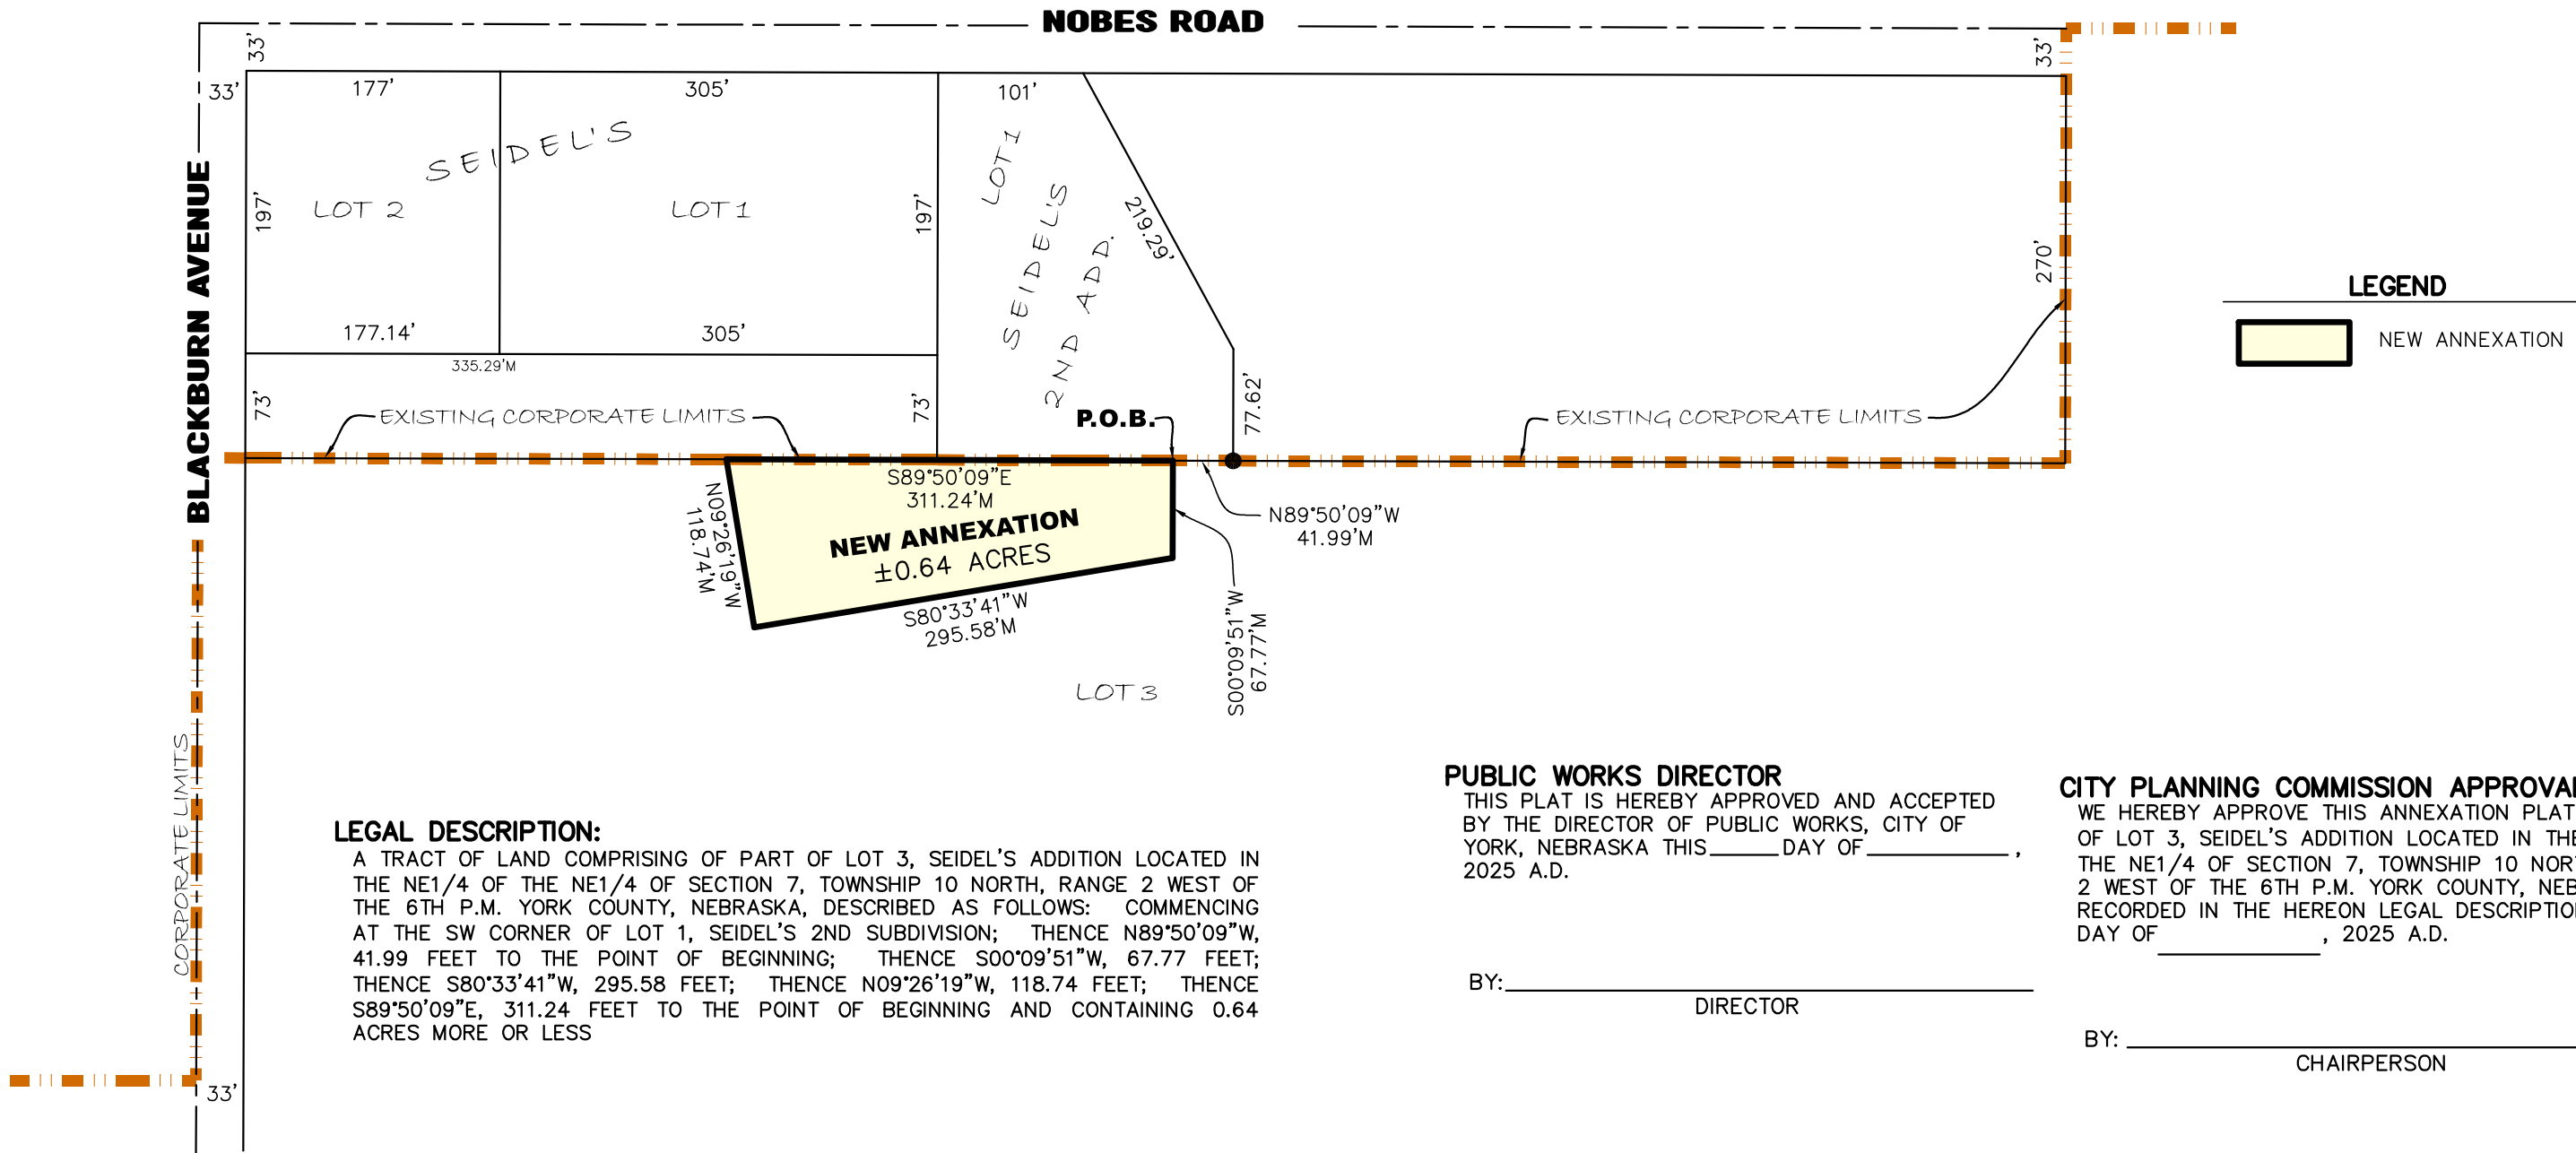 NOBES ROAD
33'
33'
33'
177'
305'
101'
SEIDEL'S
LOT 2
LOT 1
197'
197'
LOT 1
SEIDEL'S
2ND ADD.
219.29'
270'
BLACKBURN AVENUE
177.14'
305'
335.29'M
73'
73'
77.62'
EXISTING CORPORATE LIMITS
P.O.B.
EXISTING CORPORATE LIMITS
LEGEND
NEW ANNEXATION
S89°50'09"E
311.24'M
NEW ANNEXATION
±0.64 ACRES
N09°26'19"W
118.74'M
S80°33'41"W
295.58'M
N89°50'09"W
41.99'M
S00°09'51"W
67.77'M
LOT 3
CORPORATE LIMITS
33'
LEGAL DESCRIPTION:
A TRACT OF LAND COMPRISING OF PART OF LOT 3, SEIDEL'S ADDITION LOCATED IN
THE NE1/4 OF THE NE1/4 OF SECTION 7, TOWNSHIP 10 NORTH, RANGE 2 WEST OF
THE 6TH P.M. YORK COUNTY, NEBRASKA, DESCRIBED AS FOLLOWS: COMMENCING
AT THE SW CORNER OF LOT 1, SEIDEL'S 2ND SUBDIVISION; THENCE N89°50'09"W,
41.99 FEET TO THE POINT OF BEGINNING; THENCE S00°09'51"W, 67.77 FEET;
THENCE S80°33'41"W, 295.58 FEET; THENCE N09°26'19"W, 118.74 FEET; THENCE
S89°50'09"E, 311.24 FEET TO THE POINT OF BEGINNING AND CONTAINING 0.64
ACRES MORE OR LESS
PUBLIC WORKS DIRECTOR
THIS PLAT IS HEREBY APPROVED AND ACCEPTED
BY THE DIRECTOR OF PUBLIC WORKS, CITY OF
YORK, NEBRASKA THIS DAY OF ,
2025 A.D.
BY:
DIRECTOR
CITY PLANNING COMMISSION APPROVAL
WE HEREBY APPROVE THIS ANNEXATION PLAT
OF LOT 3, SEIDEL'S ADDITION LOCATED IN THE
THE NE1/4 OF SECTION 7, TOWNSHIP 10
2 WEST OF THE 6TH P.M. YORK COUNTY,
RECORDED IN THE HEREON LEGAL
DAY OF , 2025 A.D.
BY:
CHAIRPERSON